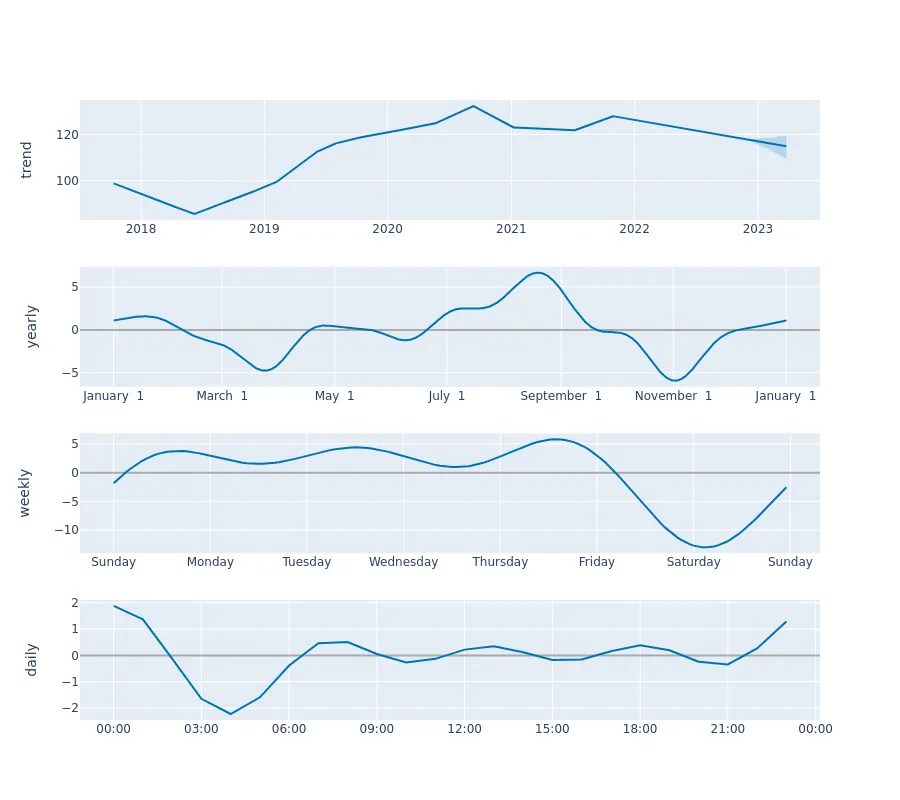 trend
120
100
2018 2019 2020 2021 2022 2023
yearly
5
0
−5
January 1 March 1 May 1 July 1 September 1 November 1 January 1
weekly
5
0
−5
−10
Sunday Monday Tuesday Wednesday Thursday Friday Saturday Sunday
daily
2
1
0
−1
−2
00:00 03:00 06:00 09:00 12:00 15:00 18:00 21:00 00:00